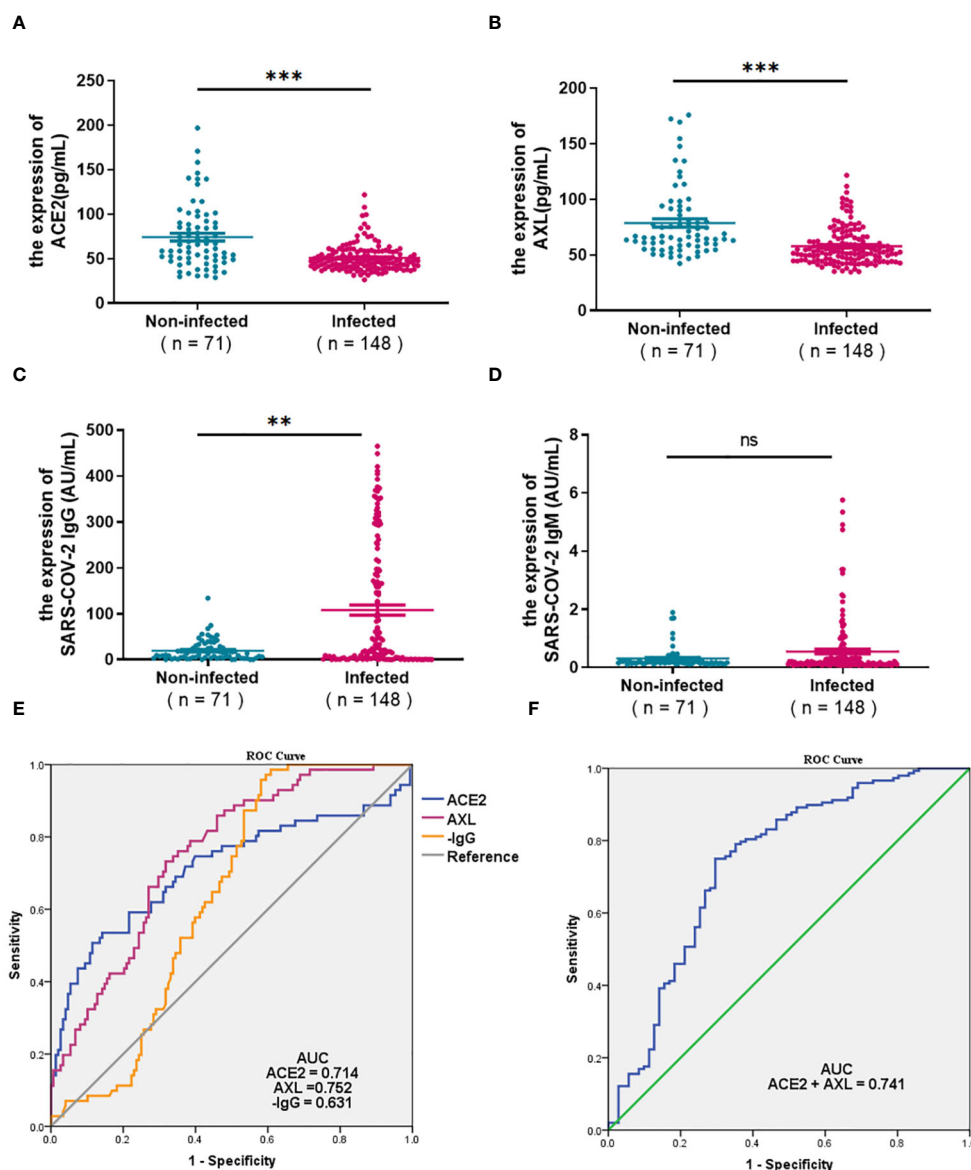 A
the expression of
ACE2(pg/mL)
250
200
150
100
50
0
***
Non-infected
( n = 71)
Infected
( n = 148 )
B
the expression of
AXL(pg/mL)
200
150
100
50
0
***
Non-infected
( n = 71 )
Infected
( n = 148 )
C
the expression of
SARS-COV-2 IgG (AU/mL)
500
400
300
200
100
0
**
Non-infected
( n = 71 )
Infected
( n = 148 )
D
the expression of
SARS-COV-2 IgM (AU/mL)
8
6
4
2
0
ns
Non-infected
( n = 71 )
Infected
( n = 148 )
E
ROC Curve
Sensitivity
1.0
0.8
0.6
0.4
0.2
0.0
0.0 0.2 0.4 0.6 0.8 1.0
1 - Specificity
ACE2
AXL
-IgG
Reference
AUC
ACE2 = 0.714
AXL =0.752
-IgG = 0.631
F
ROC Curve
Sensitivity
1.0
0.8
0.6
0.4
0.2
0.0
0.0 0.2 0.4 0.6 0.8 1.0
1 - Specificity
AUC
ACE2 + AXL = 0.741